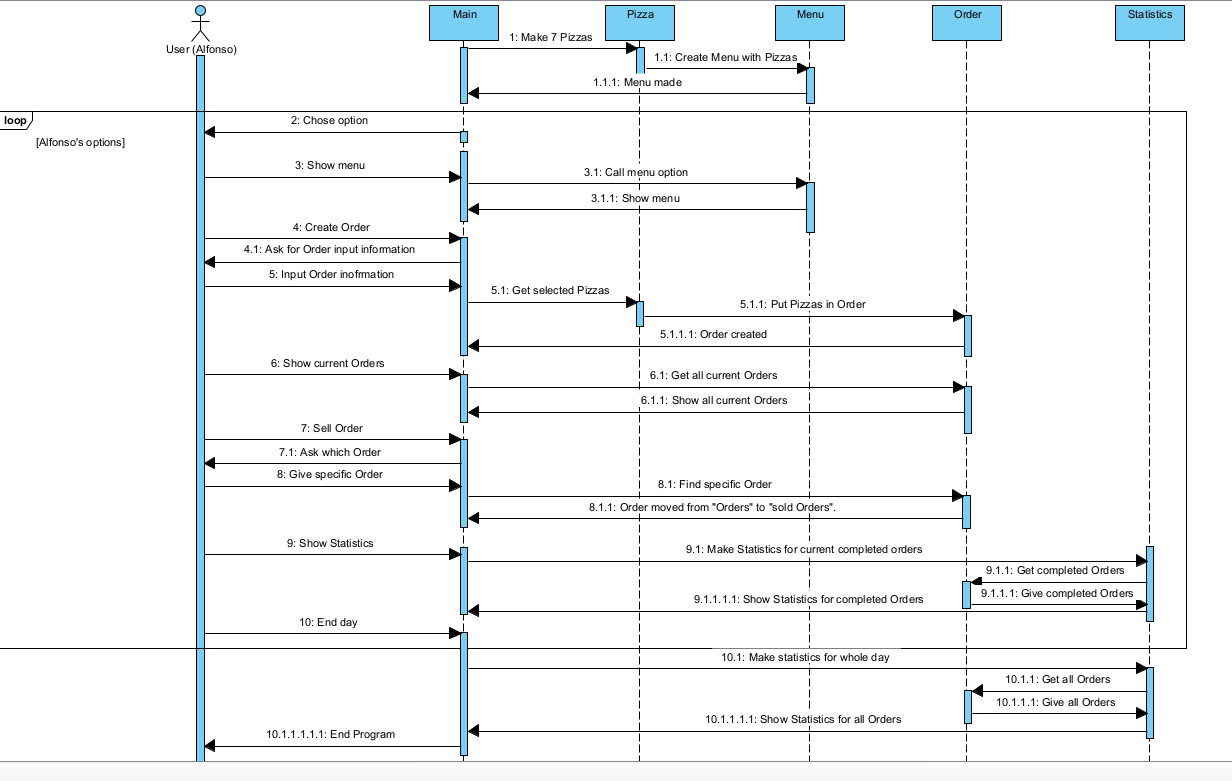 Main
Pizza
Menu
Order
Statistics
User (Alfonso)
1: Make 7 Pizzas
1.1: Create Menu with Pizzas
1.1.1: Menu made
loop
2: Chose option
[Alfonso's options]
3: Show menu
3.1: Call menu option
3.1.1: Show menu
4: Create Order
4.1: Ask for Order input information
5: Input Order inofrmation
5.1: Get selected Pizzas
5.1.1: Put Pizzas in Order
5.1.1.1: Order created
6: Show current Orders
6.1: Get all current Orders
6.1.1: Show all current Orders
7: Sell Order
7.1: Ask which Order
8: Give specific Order
8.1: Find specific Order
8.1.1: Order moved from "Orders" to "sold Orders".
9: Show Statistics
9.1: Make Statistics for current completed orders
9.1.1: Get completed Orders
9.1.1.1: Give completed Orders
9.1.1.1.1: Show Statistics for completed Orders
10: End day
10.1: Make statistics for whole day
10.1.1: Get all Orders
10.1.1.1: Give all Orders
10.1.1.1.1: Show Statistics for all Orders
10.1.1.1.1.1: End Program